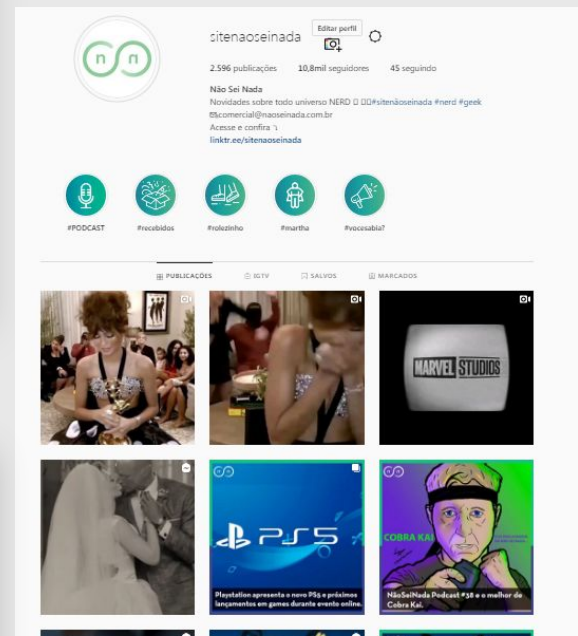 sitenaoseinada
Editar perfil
2.596 publicações 10,8mil seguidores 45 seguindo
Não Sei Nada
Novidades sobre todo universo NERD #sitenãoseinada #nerd #geek
comercial@naoseinada.com.br
Acesse e confira
linktr.ee/sitenaoseinada
n n
#PODCAST #recebidos #rolezinho #martha #vocesabia?
PUBLICAÇÕES IGTV SALVOS MARCADOS
MARVEL STUDIOS
PS5
Playstation apresenta o novo PS5 e próximos
lançamentos em games durante evento online.
COBRA KAI
NãoSeiNada Podcast #38 e o melhor de
Cobra Kai.